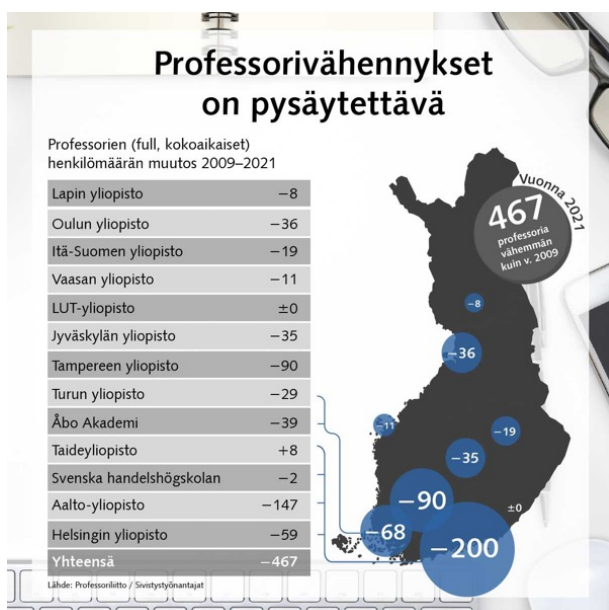 Professorivähennykset
on pysäytettävä
Professorien (full, kokoaikaiset)
henkilömäärän muutos 2009–2021
Lapin yliopisto −8
Oulun yliopisto −36
Itä-Suomen yliopisto −19
Vaasan yliopisto −11
LUT-yliopisto ±0
Jyväskylän yliopisto −35
Tampereen yliopisto −90
Turun yliopisto −29
Åbo Akademi −39
Taideyliopisto +8
Svenska handelshögskolan −2
Aalto-yliopisto −147
Helsingin yliopisto −59
Yhteensä −467
Lähde: Professoriliitto / Sivistystyönantajat
Vuonna 2021
467
professoria
vähemmän
kuin v. 2009
−8
−36
−11
−19
−35
−90
±0
−68
−200